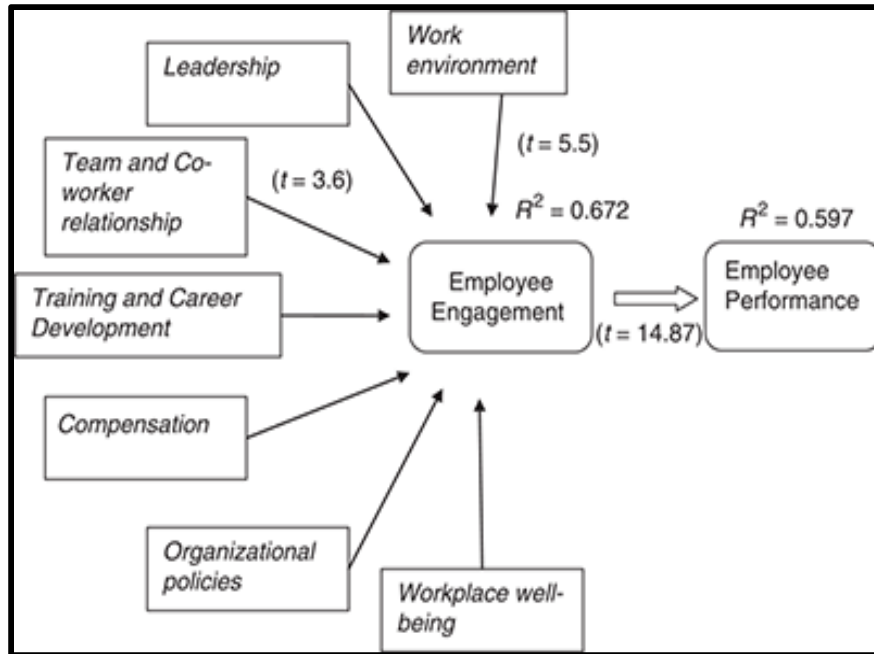 Leadership
Work
environment
(t = 5.5)
Team and Co-
worker
relationship
(t = 3.6)
R² = 0.672
R² = 0.597
Employee
Engagement
Employee
Performance
(t = 14.87)
Training and Career
Development
Compensation
Organizational
policies
Workplace well-
being